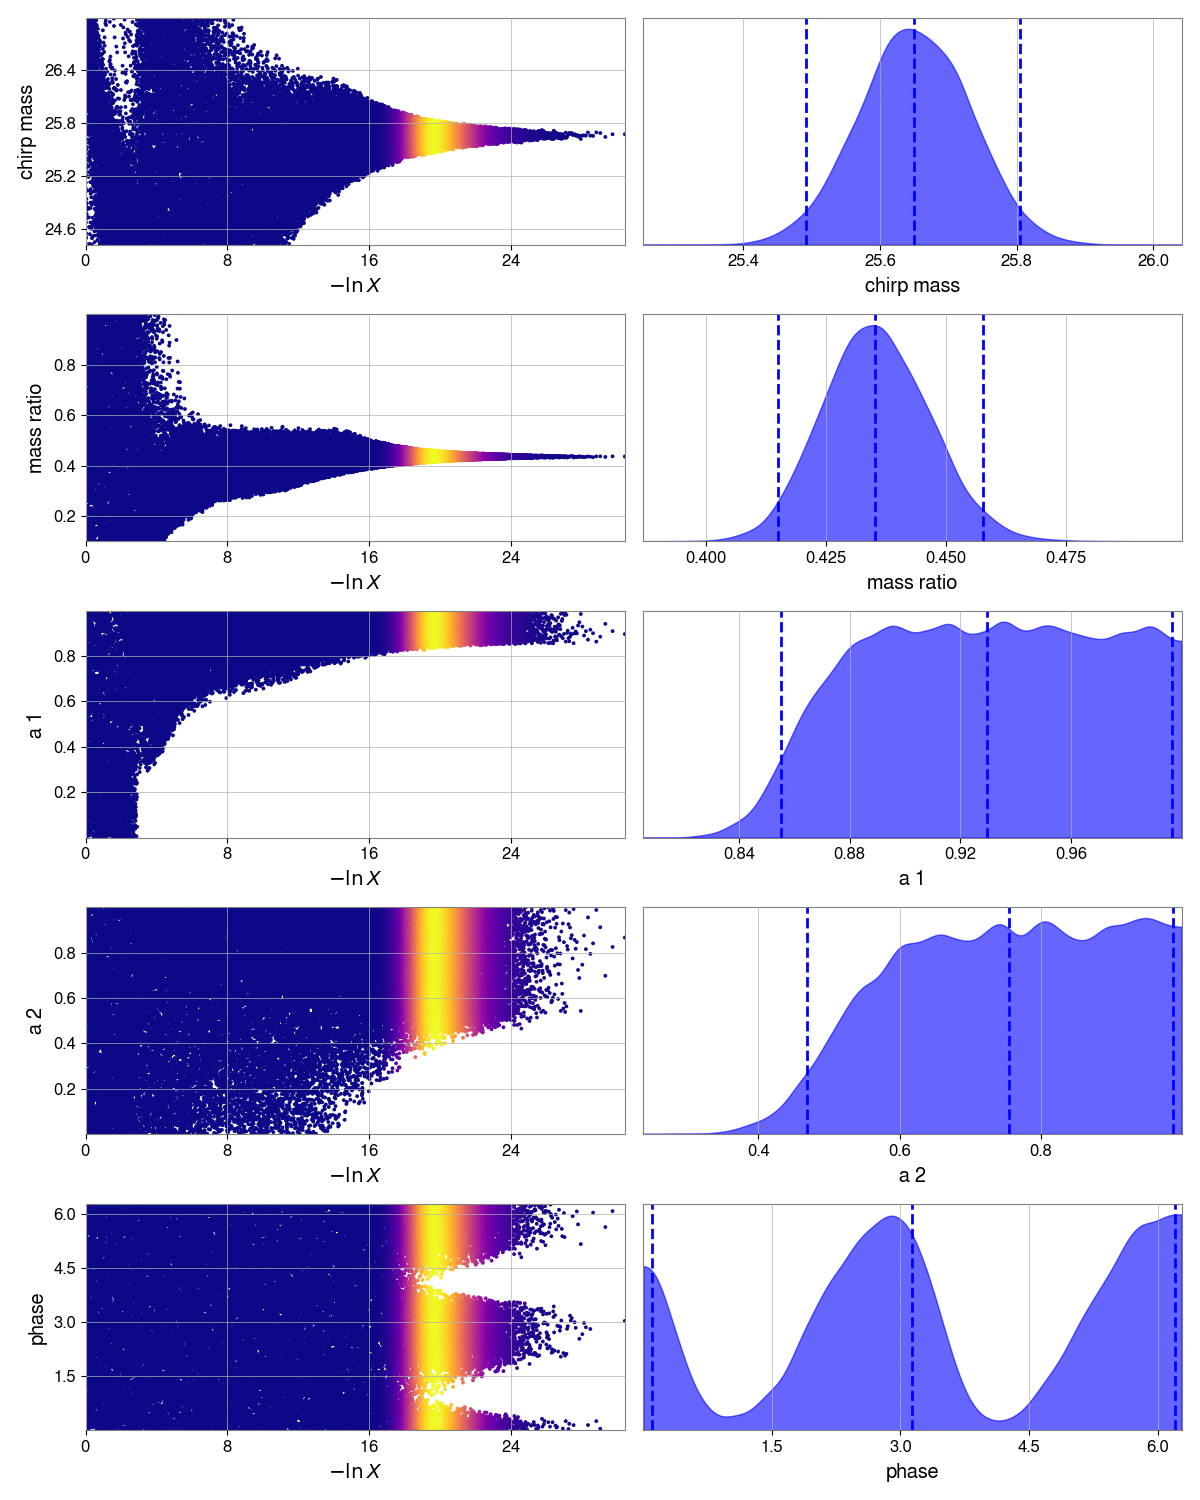 26.4
25.8
25.2
24.6
chirp mass
0 8 16 24
−ln X
25.4 25.6 25.8 26.0
chirp mass
0.8
0.6
0.4
0.2
mass ratio
0 8 16 24
−ln X
0.400 0.425 0.450 0.475
mass ratio
0.8
0.6
0.4
0.2
a 1
0 8 16 24
−ln X
0.84 0.88 0.92 0.96
a 1
0.8
0.6
0.4
0.2
a 2
0 8 16 24
−ln X
0.4 0.6 0.8
a 2
6.0
4.5
3.0
1.5
phase
0 8 16 24
−ln X
1.5 3.0 4.5 6.0
phase